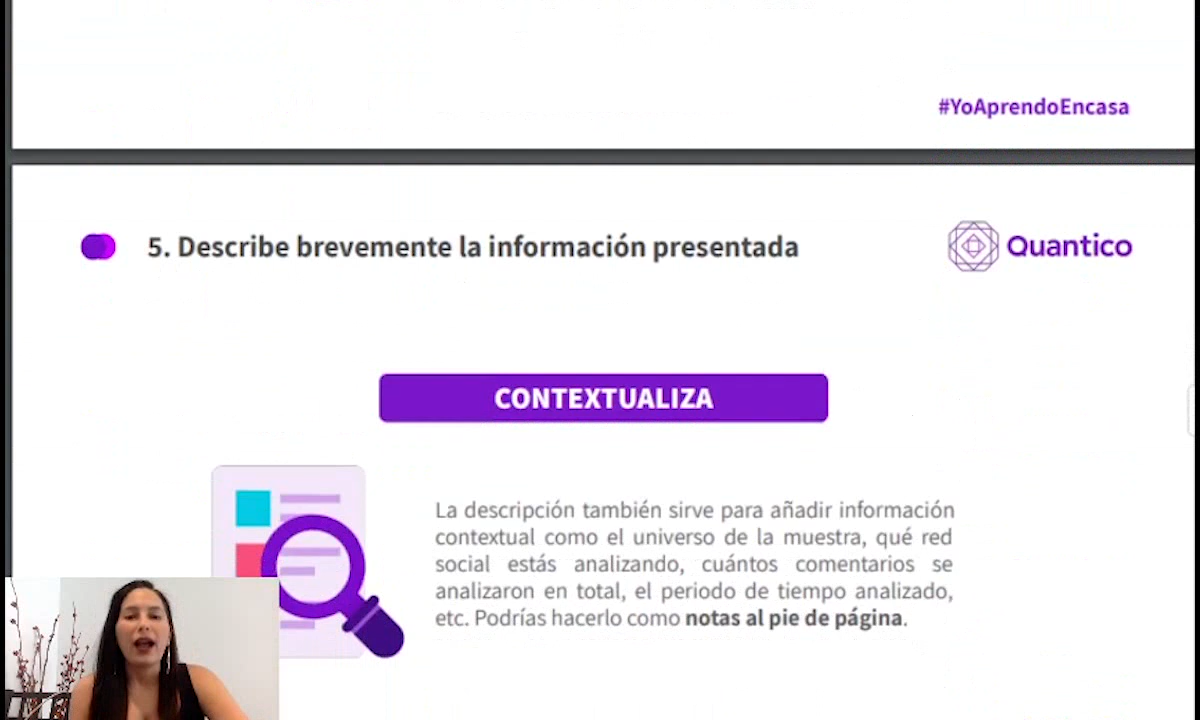 #YoAprendoEncasa
5. Describe brevemente la información presentada
Quantico
CONTEXTUALIZA
La descripción también sirve para añadir información
contextual como el universo de la muestra, qué red
social estás analizando, cuántos comentarios se
analizaron en total, el periodo de tiempo analizado,
etc. Podrías hacerlo como notas al pie de página.